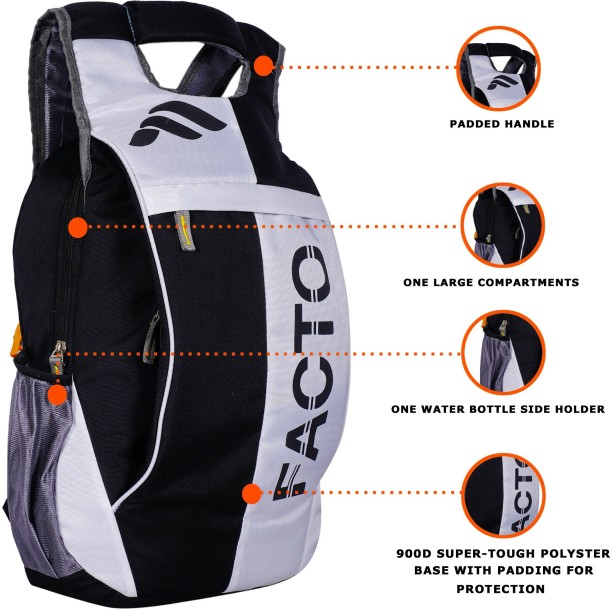 PADDED HANDLE
ONE LARGE COMPARTMENTS
ONE WATER BOTTLE SIDE HOLDER
FACTO
ACTO
900D SUPER-TOUGH POLYSTER
BASE WITH PADDING FOR
PROTECTION